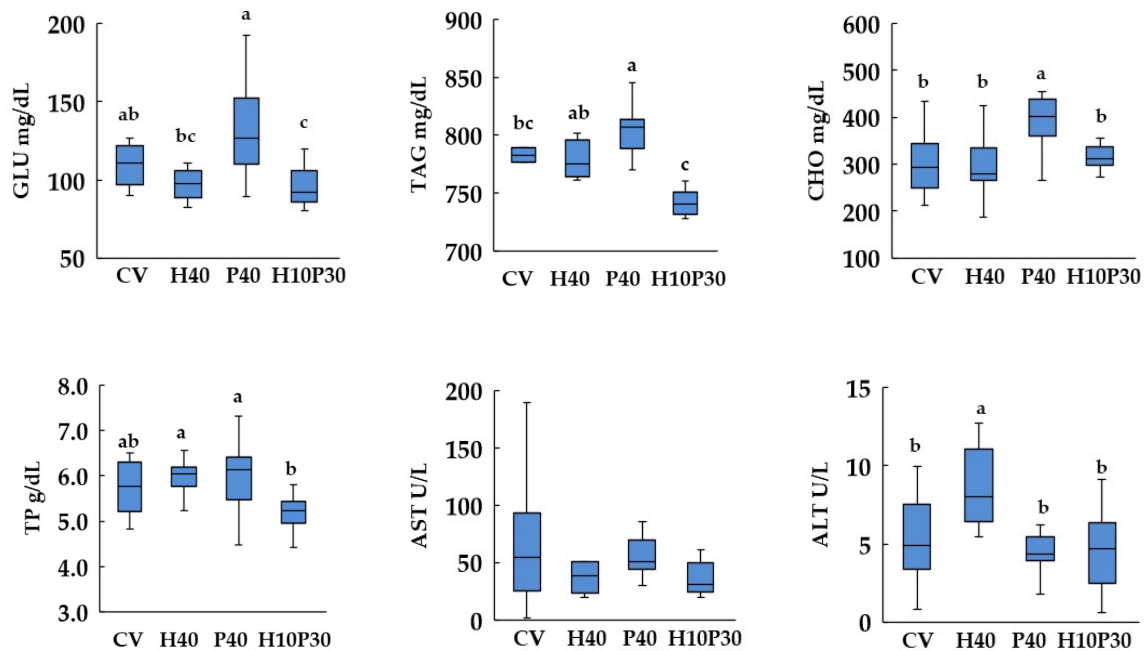 GLU mg/dL
200
150
100
50
ab
bc
a
c
CV H40 P40 H10P30
TAG mg/dL
900
850
800
750
700
bc
ab
a
c
CV H40 P40 H10P30
CHO mg/dL
600
500
400
300
200
100
b
b
a
b
CV H40 P40 H10P30
TP g/dL
8.0
7.0
6.0
5.0
4.0
3.0
ab
a
a
b
CV H40 P40 H10P30
AST U/L
200
150
100
50
0
CV H40 P40 H10P30
ALT U/L
15
10
5
0
b
a
b
b
CV H40 P40 H10P30